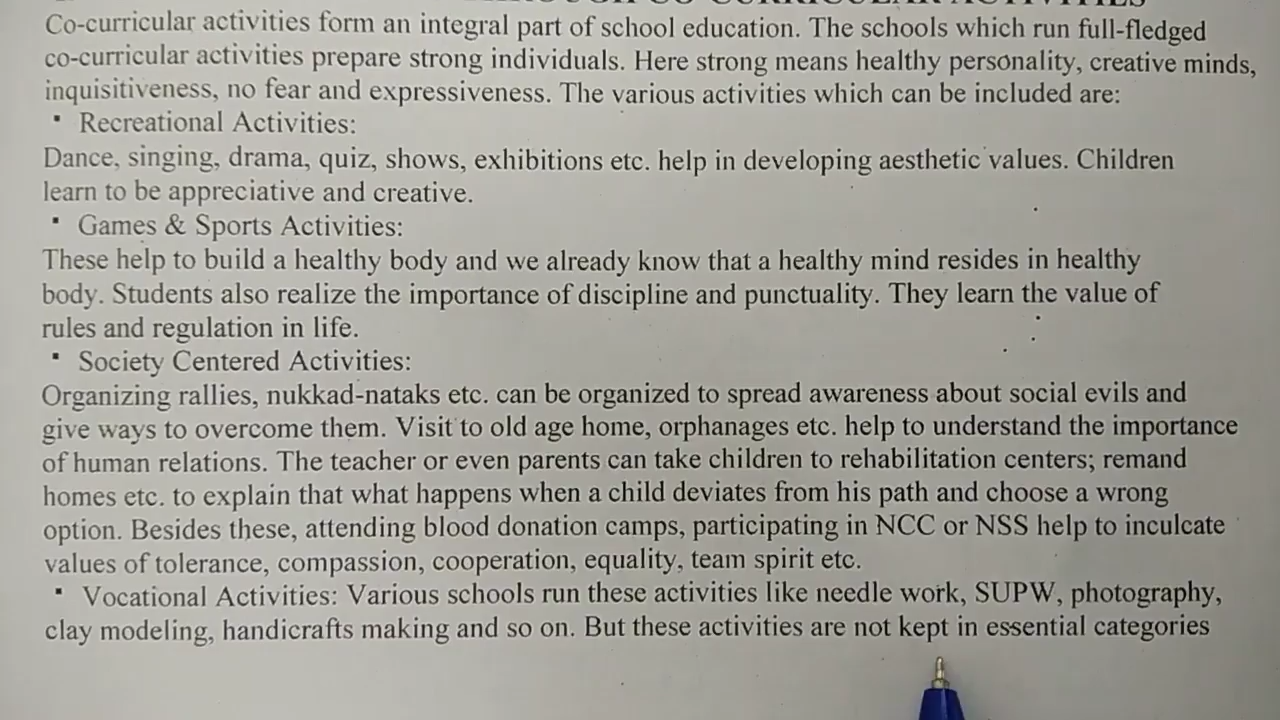 THROUGH CO-CURRICULAR ACTIVITIES
Co-curricular activities form an integral part of school education. The schools which run full-fledged
co-curricular activities prepare strong individuals. Here strong means healthy personality, creative minds,
inquisitiveness, no fear and expressiveness. The various activities which can be included are:
▪ Recreational Activities:
Dance, singing, drama, quiz, shows, exhibitions etc. help in developing aesthetic values. Children
learn to be appreciative and creative.
▪ Games & Sports Activities:
These help to build a healthy body and we already know that a healthy mind resides in healthy
body. Students also realize the importance of discipline and punctuality. They learn the value of
rules and regulation in life.
▪ Society Centered Activities:
Organizing rallies, nukkad-nataks etc. can be organized to spread awareness about social evils and
give ways to overcome them. Visit to old age home, orphanages etc. help to understand the importance
of human relations. The teacher or even parents can take children to rehabilitation centers; remand
homes etc. to explain that what happens when a child deviates from his path and choose a wrong
option. Besides these, attending blood donation camps, participating in NCC or NSS help to inculcate
values of tolerance, compassion, cooperation, equality, team spirit etc.
▪ Vocational Activities: Various schools run these activities like needle work, SUPW, photography,
clay modeling, handicrafts making and so on. But these activities are not kept in essential categories